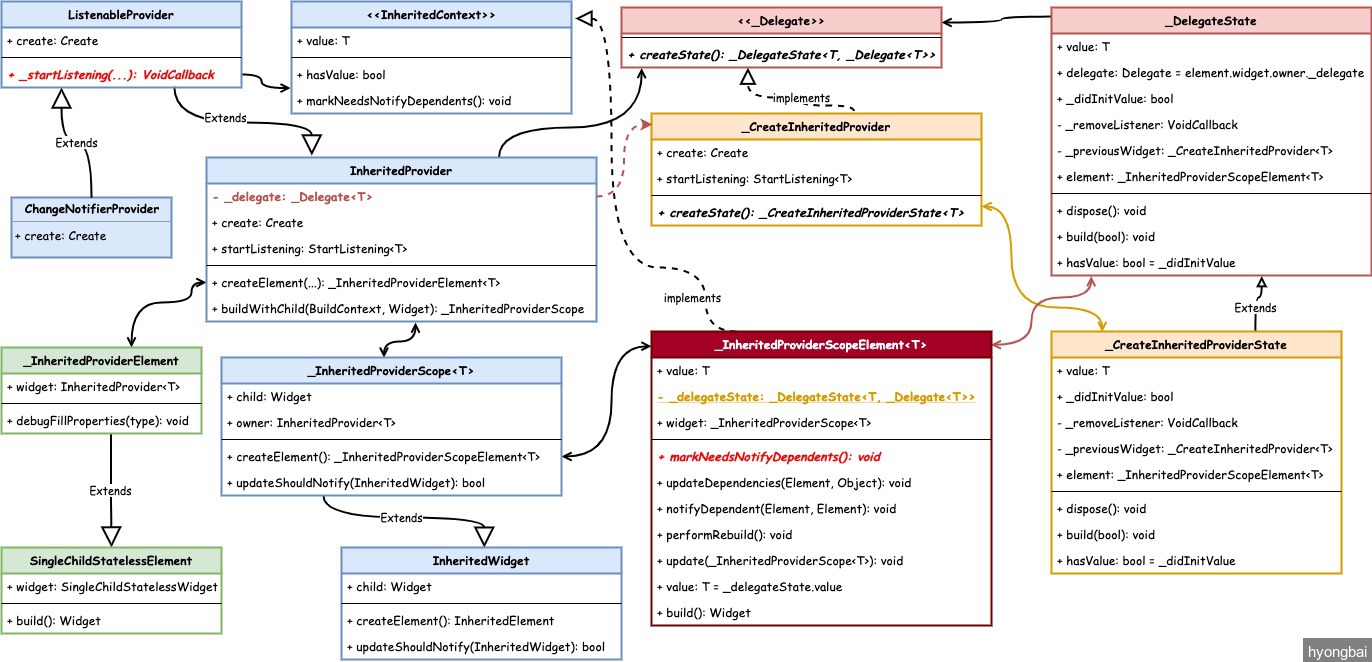 ListenableProvider
+ create: Create
+ _startListening(...): VoidCallback
<<InheritedContext>>
+ value: T
+ hasValue: bool
+ markNeedsNotifyDependents(): void
<<_Delegate>>
+ createState(): _DelegateState<T, _Delegate<T>>
_DelegateState
+ value: T
+ delegate: Delegate = element.widget.owner._delegate
+ _didInitValue: bool
- _removeListener: VoidCallback
- _previousWidget: _CreateInheritedProvider<T>
+ element: _InheritedProviderScopeElement<T>
+ dispose(): void
+ build(bool): void
+ hasValue: bool = _didInitValue
Extends
Extends
implements
_CreateInheritedProvider
+ create: Create
+ startListening: StartListening<T>
+ createState(): _CreateInheritedProviderState<T>
ChangeNotifierProvider
+ create: Create
InheritedProvider
- _delegate: _Delegate<T>
+ create: Create
+ startListening: StartListening<T>
+ createElement(...): _InheritedProviderElement<T>
+ buildWithChild(BuildContext, Widget): _InheritedProviderScope
implements
Extends
_InheritedProviderElement
+ widget: InheritedProvider<T>
+ debugFillProperties(type): void
_InheritedProviderScope<T>
+ child: Widget
+ owner: InheritedProvider<T>
+ createElement(): _InheritedProviderScopeElement<T>
+ updateShouldNotify(InheritedWidget): bool
_InheritedProviderScopeElement<T>
+ value: T
- _delegateState: _DelegateState<T, _Delegate<T>>
+ widget: _InheritedProviderScope<T>
+ markNeedsNotifyDependents(): void
+ updateDependencies(Element, Object): void
+ notifyDependent(Element, Element): void
+ performRebuild(): void
+ update(_InheritedProviderScope<T>): void
+ value: T = _delegateState.value
+ build(): Widget
_CreateInheritedProviderState
+ value: T
+ _didInitValue: bool
- _removeListener: VoidCallback
- _previousWidget: _CreateInheritedProvider<T>
+ element: _InheritedProviderScopeElement<T>
+ dispose(): void
+ build(bool): void
+ hasValue: bool = _didInitValue
Extends
Extends
SingleChildStatelessElement
+ widget: SingleChildStatelessWidget
+ build(): Widget
InheritedWidget
+ child: Widget
+ createElement(): InheritedElement
+ updateShouldNotify(InheritedWidget): bool
hyongbai